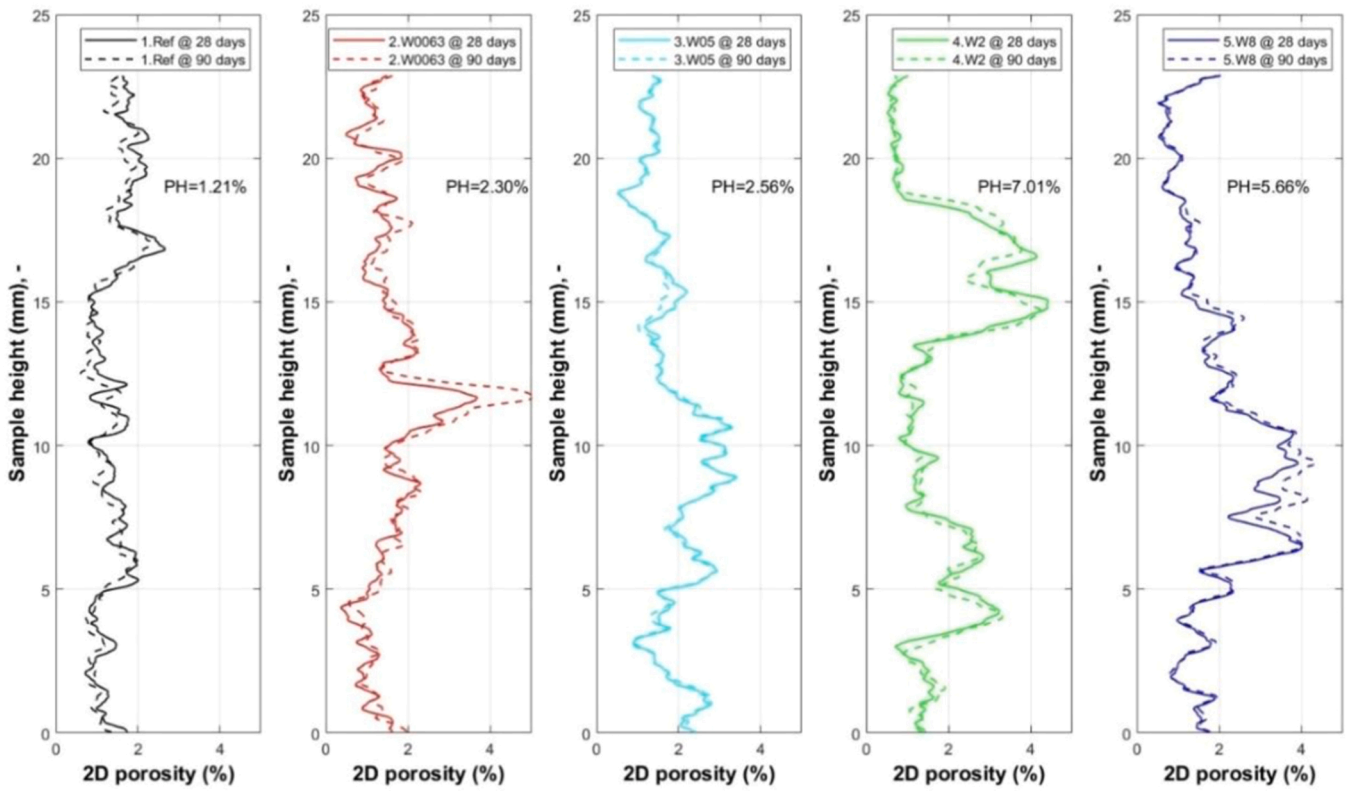 25
1.Ref @ 28 days
1.Ref @ 90 days
20
PH=1.21%
15
10
5
0
0 2 4
Sample height (mm), -
2D porosity (%)
25
2.W0063 @ 28 days
2.W0063 @ 90 days
20
PH=2.30%
15
10
5
0
0 2 4
Sample height (mm), -
2D porosity (%)
25
3.W05 @ 28 days
3.W05 @ 90 days
20
PH=2.56%
15
10
5
0
0 2 4
Sample height (mm), -
2D porosity (%)
25
4.W2 @ 28 days
4.W2 @ 90 days
20
PH=7.01%
15
10
5
0
0 2 4
Sample height (mm), -
2D porosity (%)
25
5.W8 @ 28 days
5.W8 @ 90 days
20
PH=5.66%
15
10
5
0
0 2 4
Sample height (mm), -
2D porosity (%)